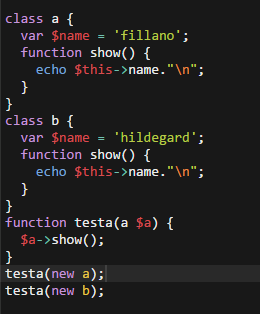 class a {
  var $name = 'fillano';
  function show() {
    echo $this->name."\n";
  }
}
class b {
  var $name = 'hildegard';
  function show() {
    echo $this->name."\n";
  }
}
function testa(a $a) {
  $a->show();
}
testa(new a);
testa(new b);